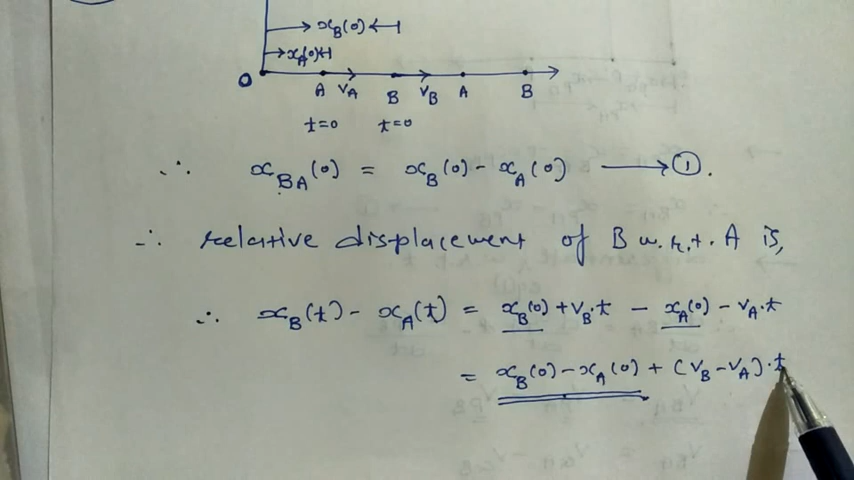 x_B(0)
x_A(0)
O A V_A B V_B A B
t=0 t=0
∴ x_BA(0) = x_B(0) - x_A(0) → ①.
∴ relative displacement of B w.r.t. A is,
∴ x_B(t) - x_A(t) = x_B(0) + V_B·t - x_A(0) - V_A·t
= x_B(0) - x_A(0) + (V_B - V_A)·t